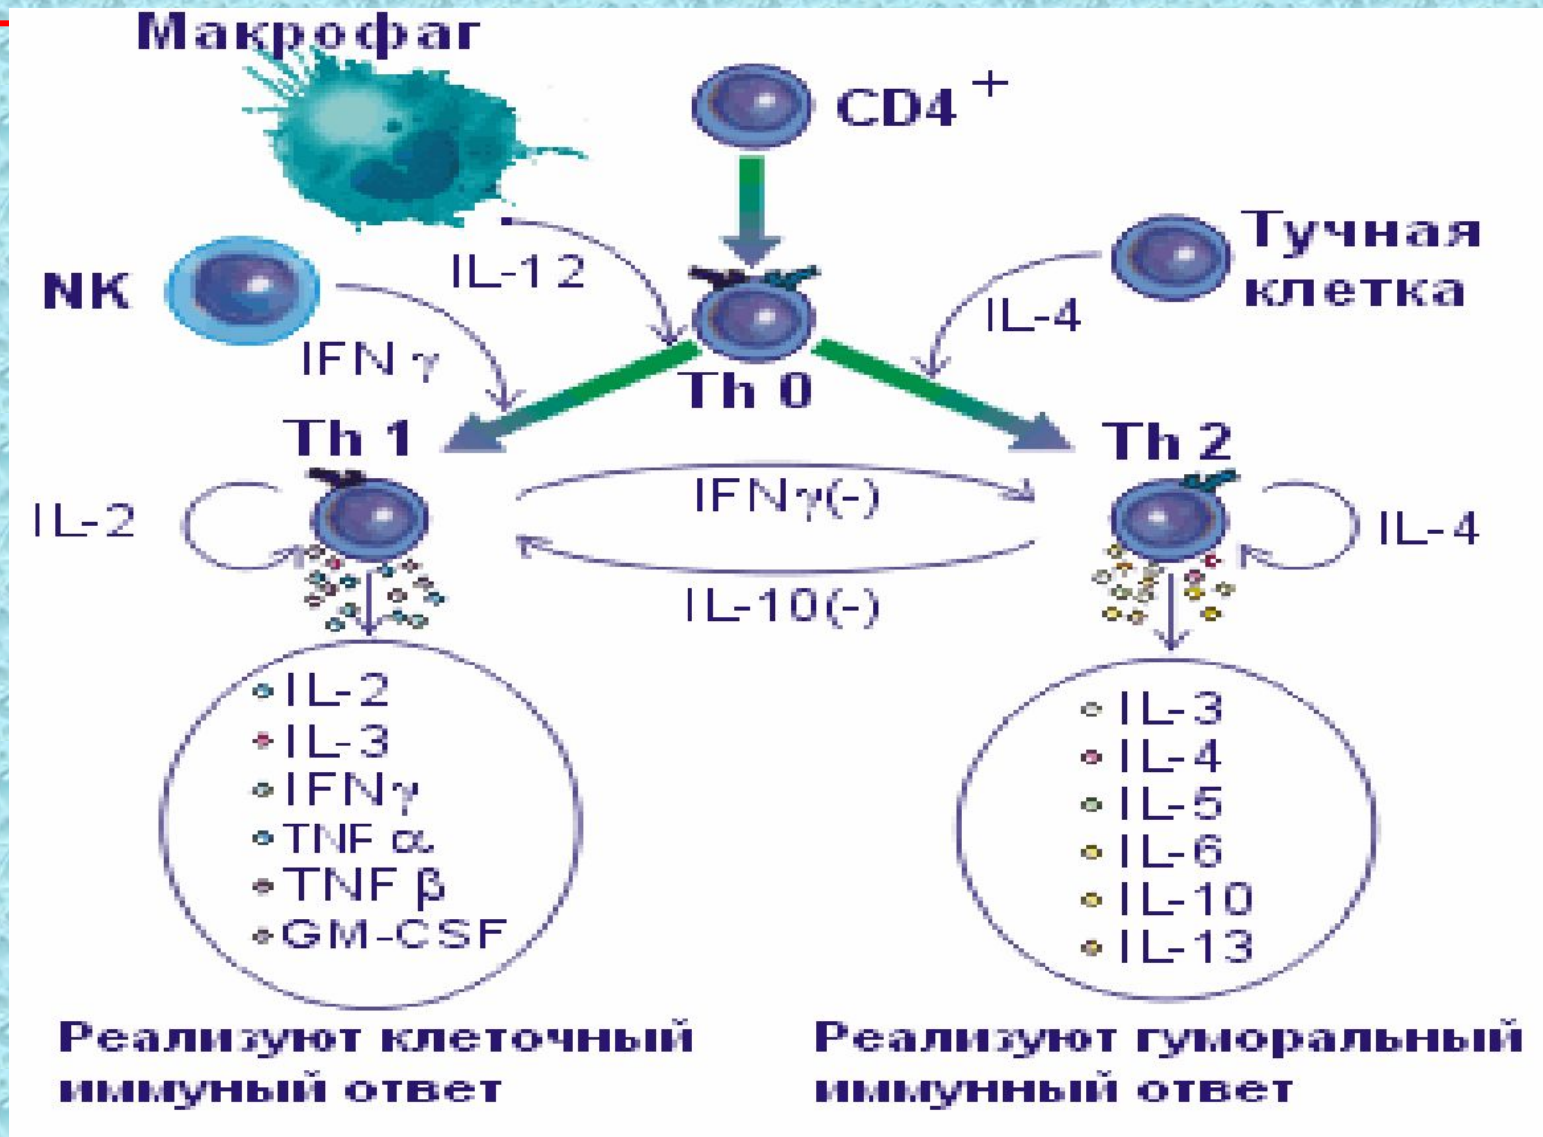 Макрофаг
CD4 +
Тучная
клетка
NK
IL-12
IL-4
IFN γ
Th 0
Th 1
Th 2
IL-2
IFNγ(-)
IL-4
IL-10(-)
IL-2
IL-3
IFNγ
TNF α
TNF β
GM-CSF
IL-3
IL-4
IL-5
IL-6
IL-10
IL-13
Реализуют клеточный
иммуный ответ
Реализуют гуморальный
иммунный ответ